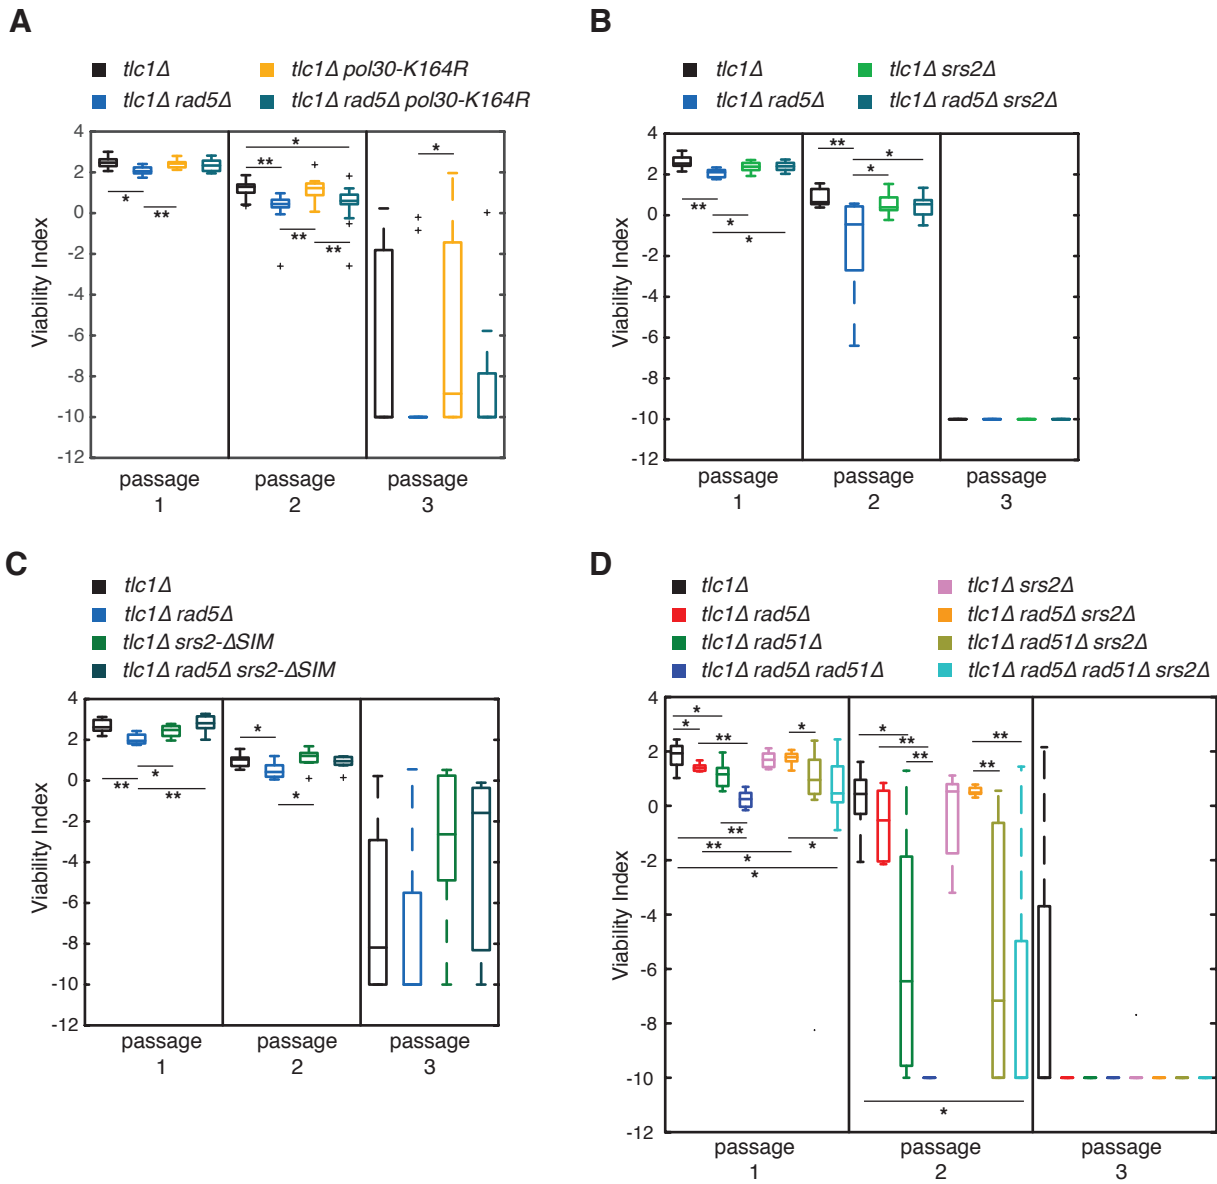 A
tlc1Δ
tlc1Δ pol30-K164R
tlc1Δ rad5Δ
tlc1Δ rad5Δ pol30-K164R
4
2
0
-2
-4
-6
-8
-10
-12
Viability Index
*
**
**
*
**
**
*
passage
1
passage
2
passage
3
B
tlc1Δ
tlc1Δ srs2Δ
tlc1Δ rad5Δ
tlc1Δ rad5Δ srs2Δ
4
2
0
-2
-4
-6
-8
-10
-12
Viability Index
**
*
*
**
*
*
passage
1
passage
2
passage
3
C
tlc1Δ
tlc1Δ rad5Δ
tlc1Δ srs2-ΔSIM
tlc1Δ rad5Δ srs2-ΔSIM
4
2
0
-2
-4
-6
-8
-10
-12
Viability Index
**
*
**
*
*
passage
1
passage
2
passage
3
D
tlc1Δ
tlc1Δ srs2Δ
tlc1Δ rad5Δ
tlc1Δ rad5Δ srs2Δ
tlc1Δ rad51Δ
tlc1Δ rad51Δ srs2Δ
tlc1Δ rad5Δ rad51Δ
tlc1Δ rad5Δ rad51Δ srs2Δ
4
2
0
-2
-4
-6
-8
-10
-12
Viability Index
*
*
**
*
**
**
*
*
*
*
**
**
**
**
*
passage
1
passage
2
passage
3